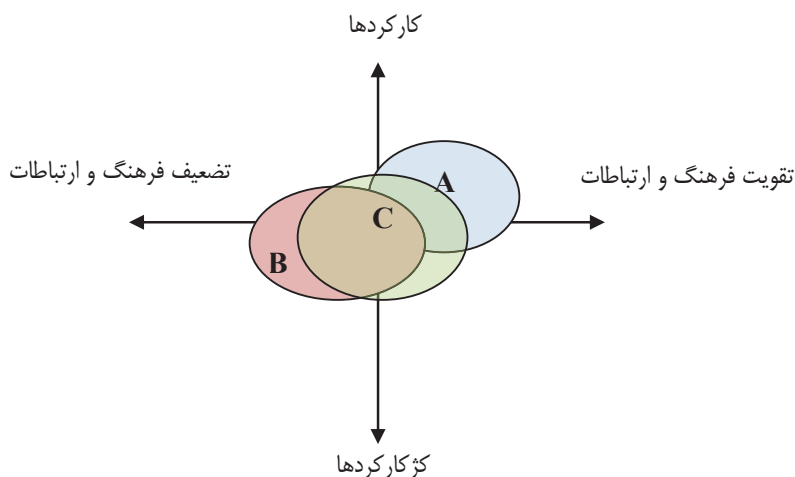 کارکردها
تضعیف فرهنگ و ارتباطات
تقویت فرهنگ و ارتباطات
A
C
B
کژکارکردها